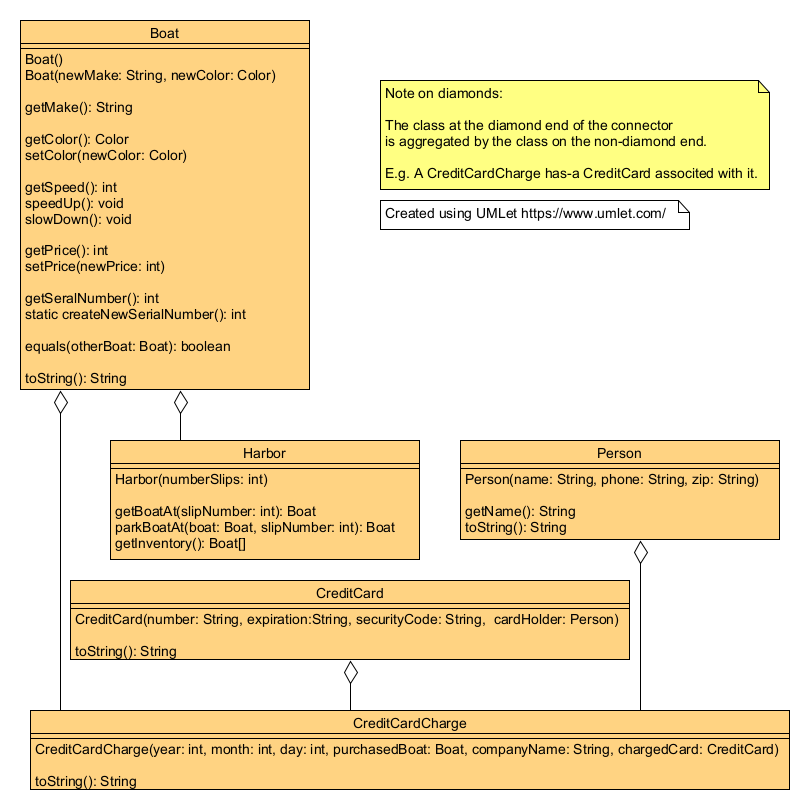 Boat
Boat()
Boat(newMake: String, newColor: Color)
getMake(): String
getColor(): Color
setColor(newColor: Color)
getSpeed(): int
speedUp(): void
slowDown(): void
getPrice(): int
setPrice(newPrice: int)
getSeralNumber(): int
static createNewSerialNumber(): int
equals(otherBoat: Boat): boolean
toString(): String
Note on diamonds:
The class at the diamond end of the connector
is aggregated by the class on the non-diamond end.
E.g. A CreditCardCharge has-a CreditCard associted with it.
Created using UMLet https://www.umlet.com/
Harbor
Harbor(numberSlips: int)
getBoatAt(slipNumber: int): Boat
parkBoatAt(boat: Boat, slipNumber: int): Boat
getInventory(): Boat[]
Person
Person(name: String, phone: String, zip: String)
getName(): String
toString(): String
CreditCard
CreditCard(number: String, expiration:String, securityCode: String,  cardHolder: Person)
toString(): String
CreditCardCharge
CreditCardCharge(year: int, month: int, day: int, purchasedBoat: Boat, companyName: String, chargedCard: CreditCard)
toString(): String